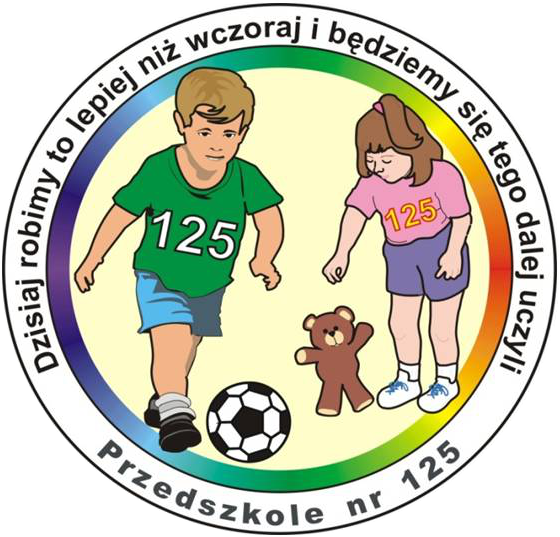 Dzisiaj robimy to lepiej niż wczoraj i będziemy się tego dalej uczyli
125
125
Przedszkole nr 125